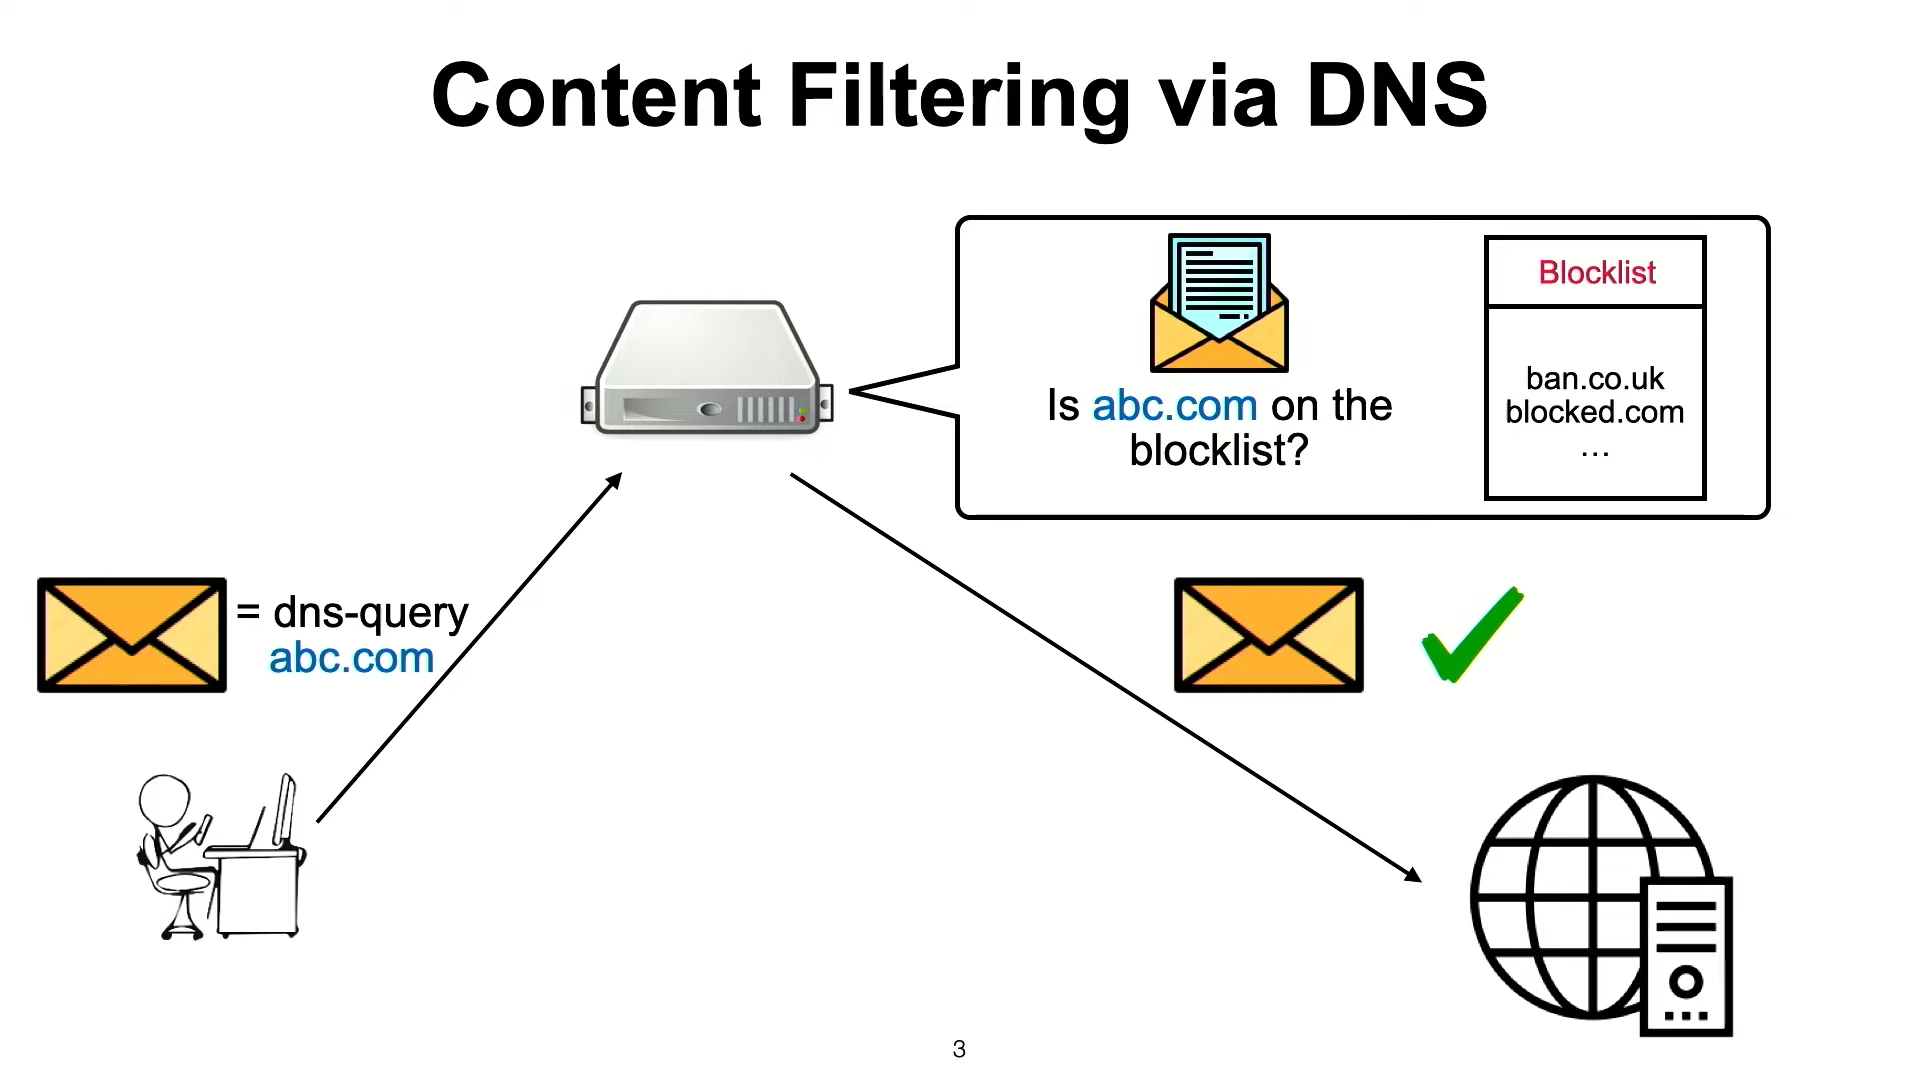 Content Filtering via DNS
Blocklist
ban.co.uk
blocked.com
...
Is abc.com on the
blocklist?
= dns-query
abc.com
3